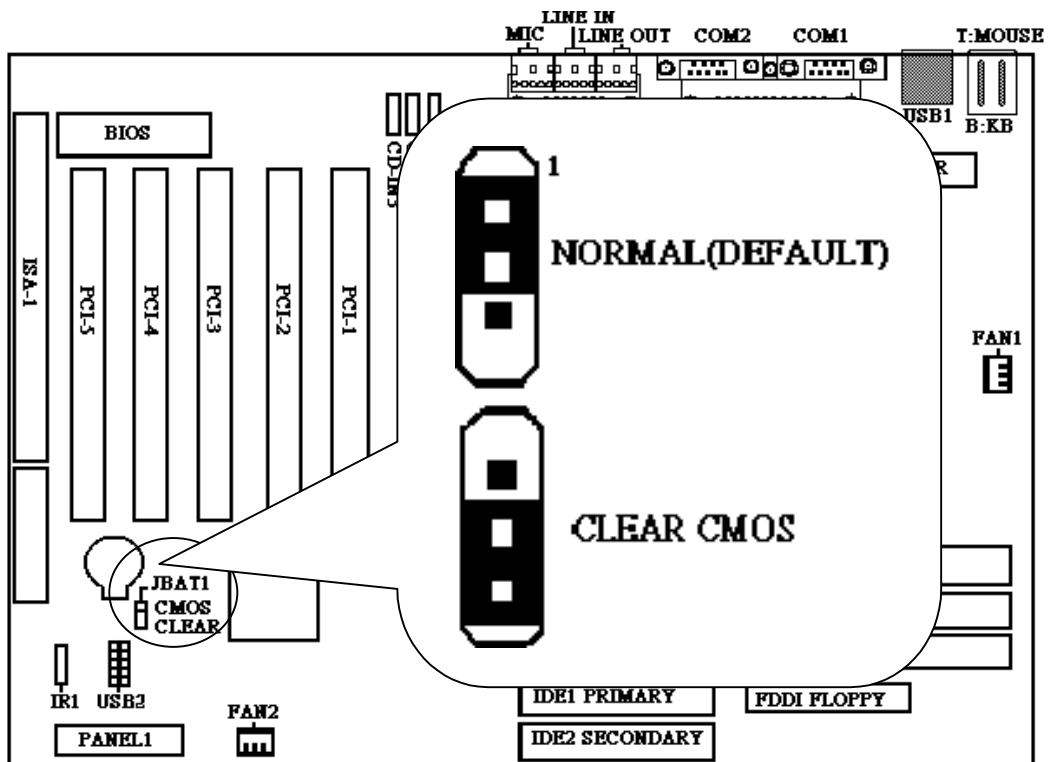 LINE IN
MIC
LINE OUT
COM2
COM1
T:MOUSE
USB1
B:KB
BIOS
R
1
NORMAL(DEFAULT)
ISA-1
PCI-5
PCI-4
PCI-3
PCI-2
PCI-1
FAN1
CLEAR CMOS
JBAT1
CMOS
CLEAR
IR1
USB2
FAN2
PANEL1
IDE1 PRIMARY
FDD1 FLOPPY
IDE2 SECONDARY